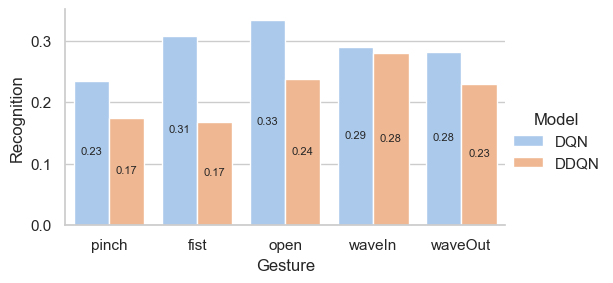 Recognition
0.3
0.2
0.1
0.0
0.23
0.17
0.31
0.17
0.33
0.24
0.29
0.28
0.28
0.23
pinch
fist
open
waveIn
waveOut
Gesture
Model
DQN
DDQN